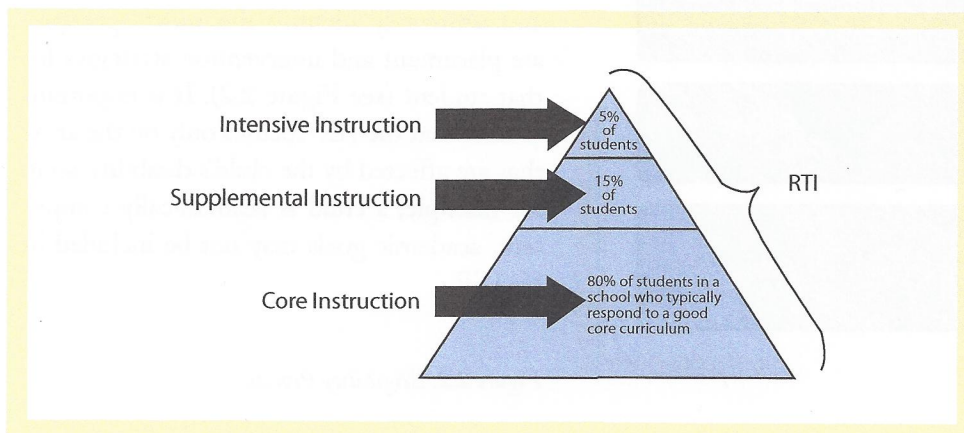 Intensive Instruction
5%
of
students
Supplemental Instruction
15%
of
students
RTI
Core Instruction
80% of students in a
school who typically
respond to a good
core curriculum